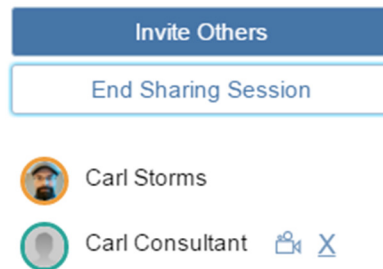 Invite Others
End Sharing Session
Carl Storms
Carl Consultant X